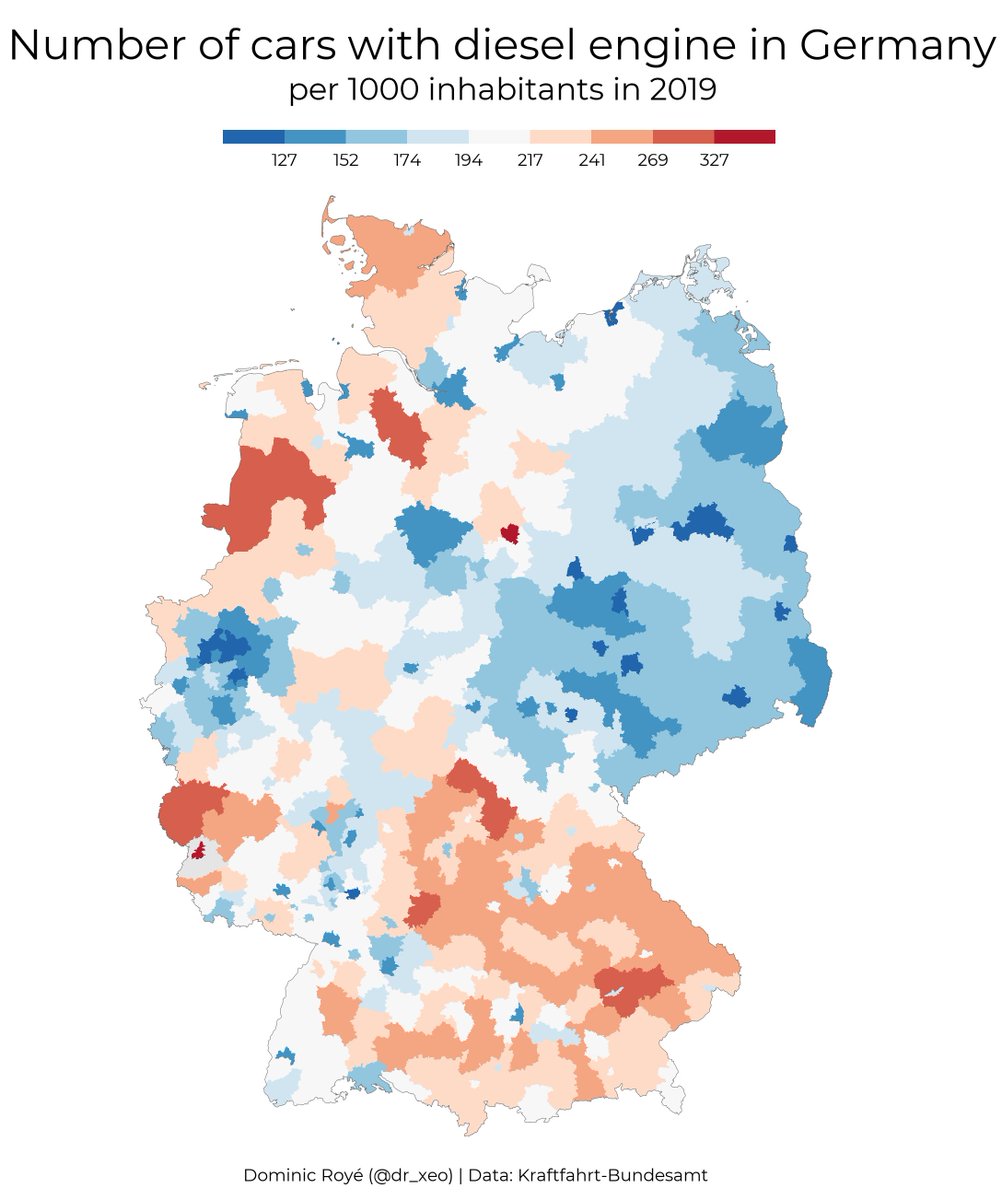 Number of cars with diesel engine in Germany
per 1000 inhabitants in 2019
127 152 174 194 217 241 269 327
Dominic Royé (@dr_xeo) | Data: Kraftfahrt-Bundesamt